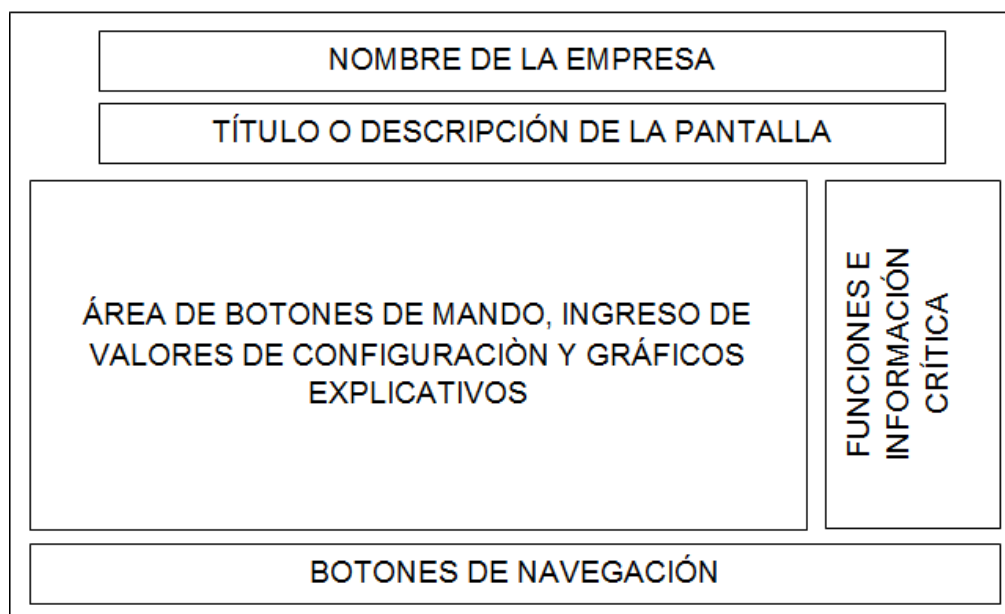 NOMBRE DE LA EMPRESA
TÍTULO O DESCRIPCIÓN DE LA PANTALLA
ÁREA DE BOTONES DE MANDO, INGRESO DE
VALORES DE CONFIGURACIÒN Y GRÁFICOS
EXPLICATIVOS
FUNCIONES E
INFORMACIÓN
CRÍTICA
BOTONES DE NAVEGACIÓN